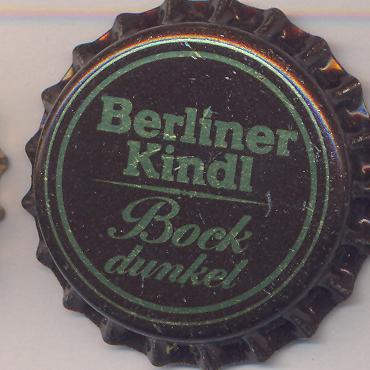 Berliner
Kindl
Bock
dunkel